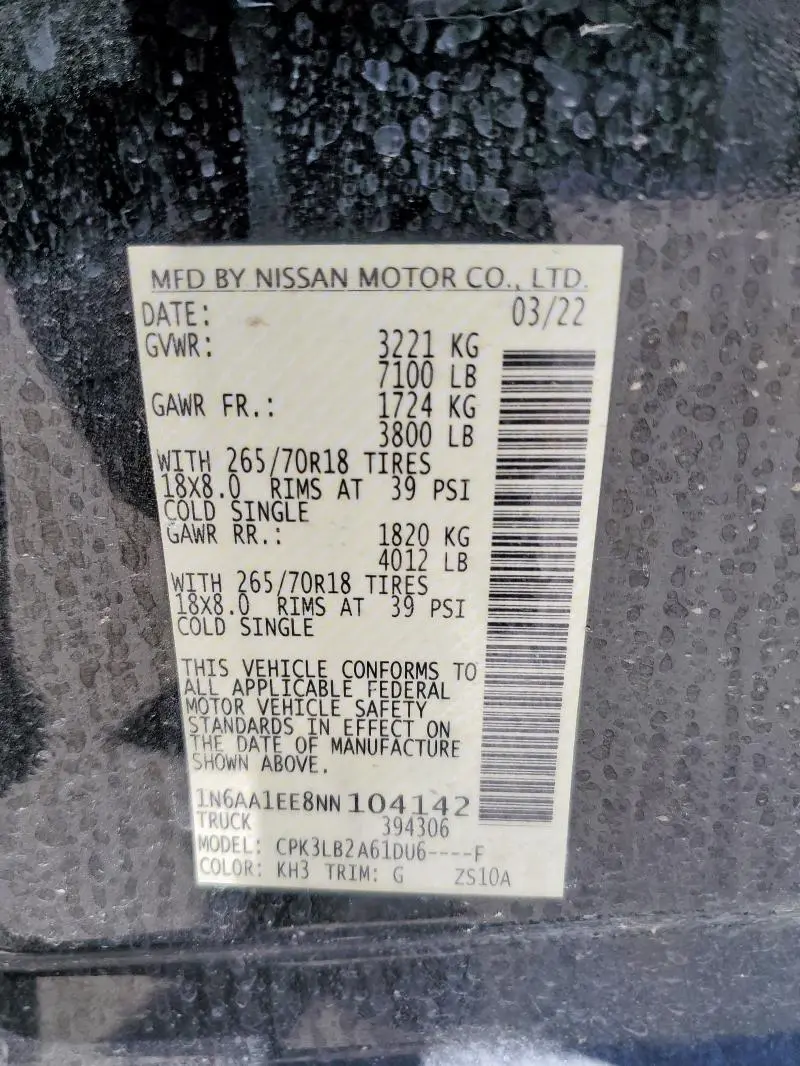 MFD BY NISSAN MOTOR CO., LTD.
DATE: 03/22
GVWR: 3221 KG
7100 LB
GAWR FR.: 1724 KG
3800 LB
WITH 265/70R18 TIRES
18X8.0 RIMS AT 39 PSI
COLD SINGLE
GAWR RR.: 1820 KG
4012 LB
WITH 265/70R18 TIRES
18X8.0 RIMS AT 39 PSI
COLD SINGLE
THIS VEHICLE CONFORMS TO
ALL APPLICABLE FEDERAL
MOTOR VEHICLE SAFETY
STANDARDS IN EFFECT ON
THE DATE OF MANUFACTURE
SHOWN ABOVE.
1N6AA1EE8NN104142
TRUCK 394306
MODEL: CPK3LB2A61DU6----F
COLOR: KH3 TRIM: G ZS10A